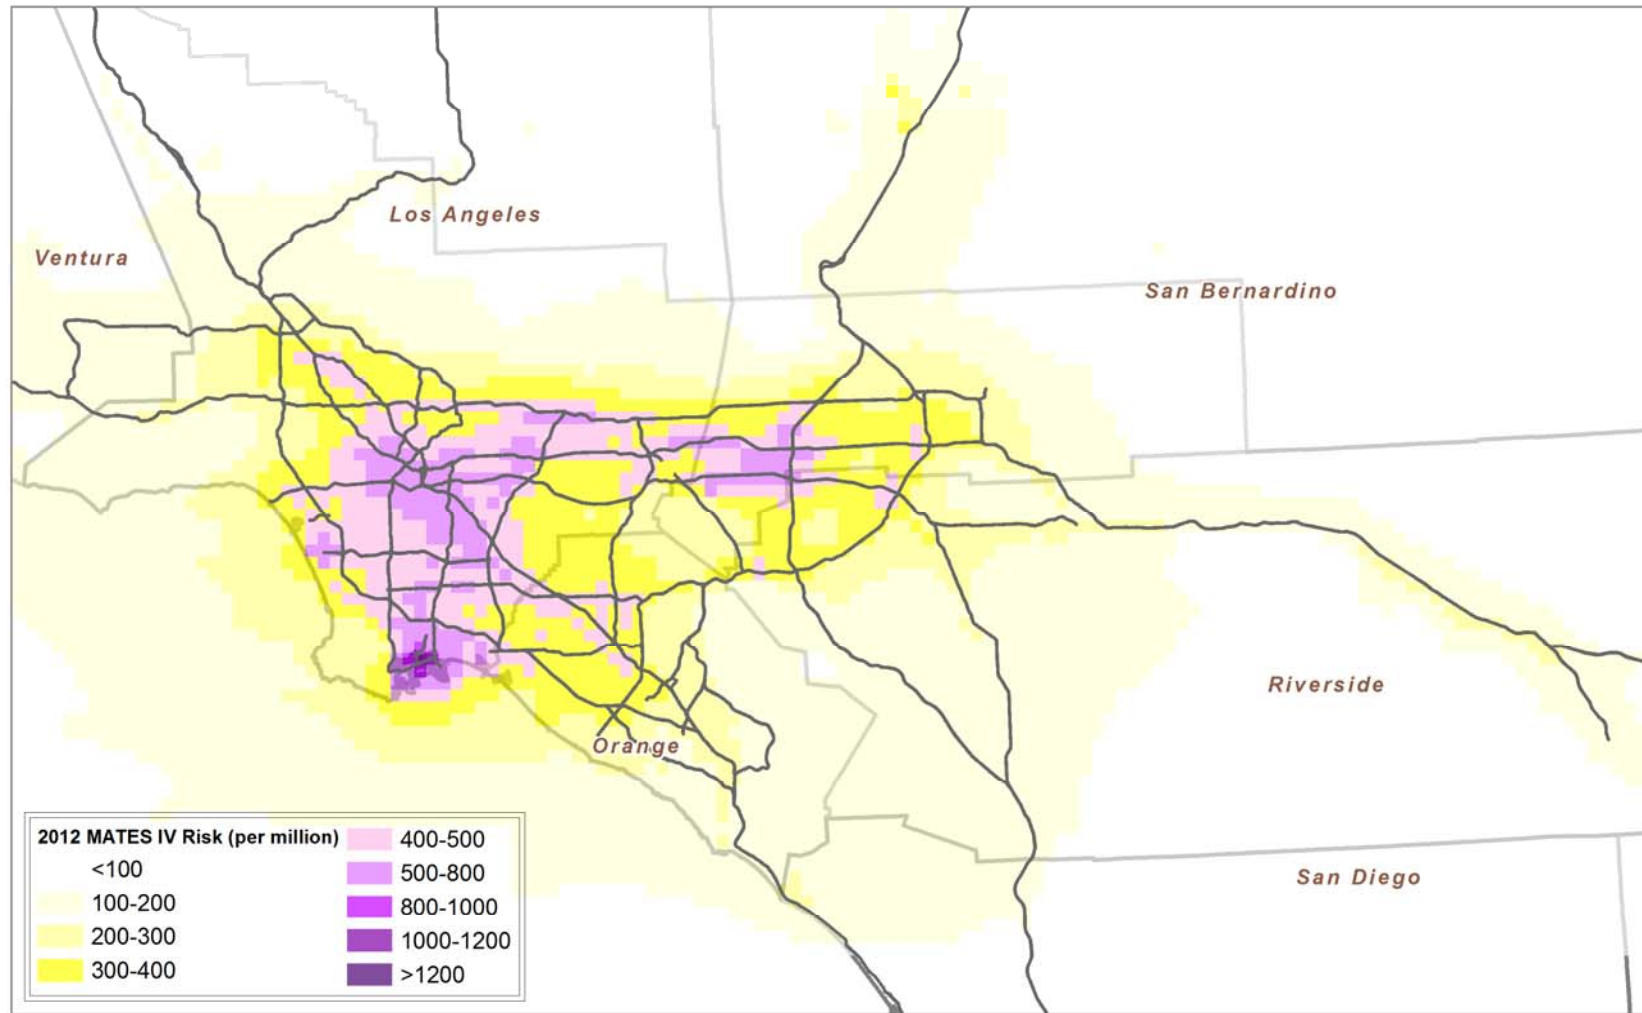 Los Angeles
Ventura
San Bernardino
Riverside
Orange
San Diego
2012 MATES IV Risk (per million)
<100
100-200
200-300
300-400
400-500
500-800
800-1000
1000-1200
>1200